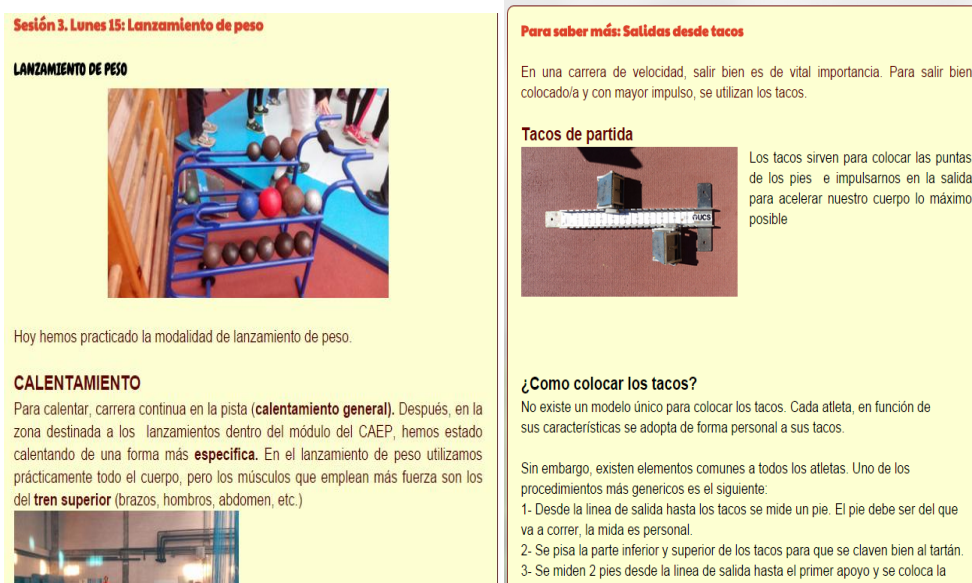 Sesión 3. Lunes 15: Lanzamiento de peso
LANZAMIENTO DE PESO
Hoy hemos practicado la modalidad de lanzamiento de peso.
CALENTAMIENTO
Para calentar, carrera continua en la pista (calentamiento general). Después, en la
zona destinada a los lanzamientos dentro del módulo del CAEP, hemos estado
calentando de una forma más especifica. En el lanzamiento de peso utilizamos
prácticamente todo el cuerpo, pero los músculos que emplean más fuerza son los
del tren superior (brazos, hombros, abdomen, etc.)
Para saber más: Salidas desde tacos
En una carrera de velocidad, salir bien es de vital importancia. Para salir bien
colocado/a y con mayor impulso, se utilizan los tacos.
Tacos de partida
Los tacos sirven para colocar las puntas
de los pies e impulsarnos en la salida
para acelerar nuestro cuerpo lo máximo
posible
¿Como colocar los tacos?
No existe un modelo único para colocar los tacos. Cada atleta, en función de
sus características se adopta de forma personal a sus tacos.
Sin embargo, existen elementos comunes a todos los atletas. Uno de los
procedimientos más genericos es el siguiente:
1- Desde la linea de salida hasta los tacos se mide un pie. El pie debe ser del que
va a correr, la mida es personal.
2- Se pisa la parte inferior y superior de los tacos para que se claven bien al tartán.
3- Se miden 2 pies desde la linea de salida hasta el primer apoyo y se coloca la